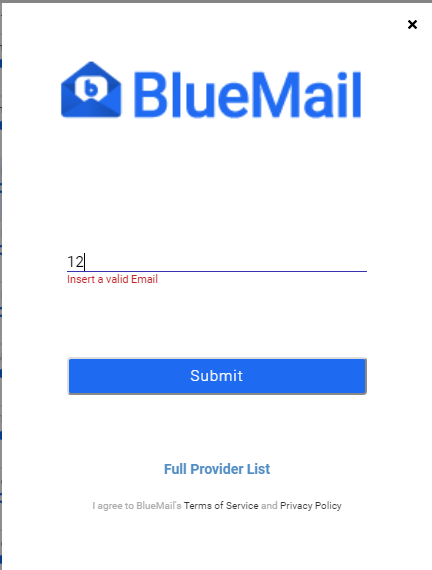 BlueMail
12
Insert a valid Email
Submit
Full Provider List
I agree to BlueMail's Terms of Service and Privacy Policy